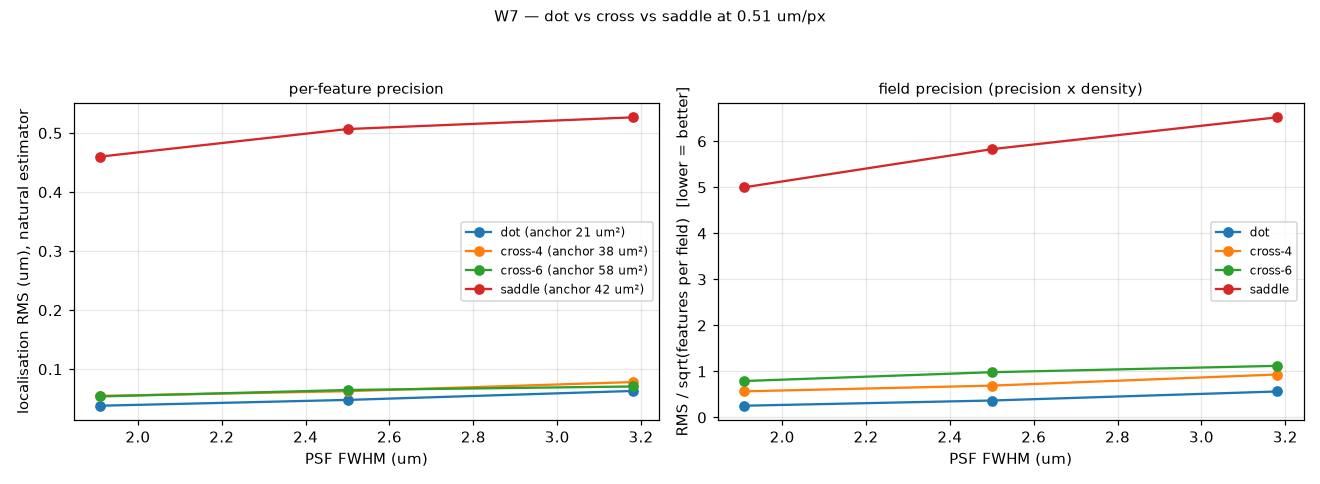 W7 — dot vs cross vs saddle at 0.51 um/px
per-feature precision
localisation RMS (um), natural estimator
0.5
0.4
0.3
0.2
0.1
dot (anchor 21 um²)
cross-4 (anchor 38 um²)
cross-6 (anchor 58 um²)
saddle (anchor 42 um²)
2.0 2.2 2.4 2.6 2.8 3.0 3.2
PSF FWHM (um)
field precision (precision x density)
RMS / sqrt(features per field)  [lower = better]
6
5
4
3
2
1
0
dot
cross-4
cross-6
saddle
2.0 2.2 2.4 2.6 2.8 3.0 3.2
PSF FWHM (um)